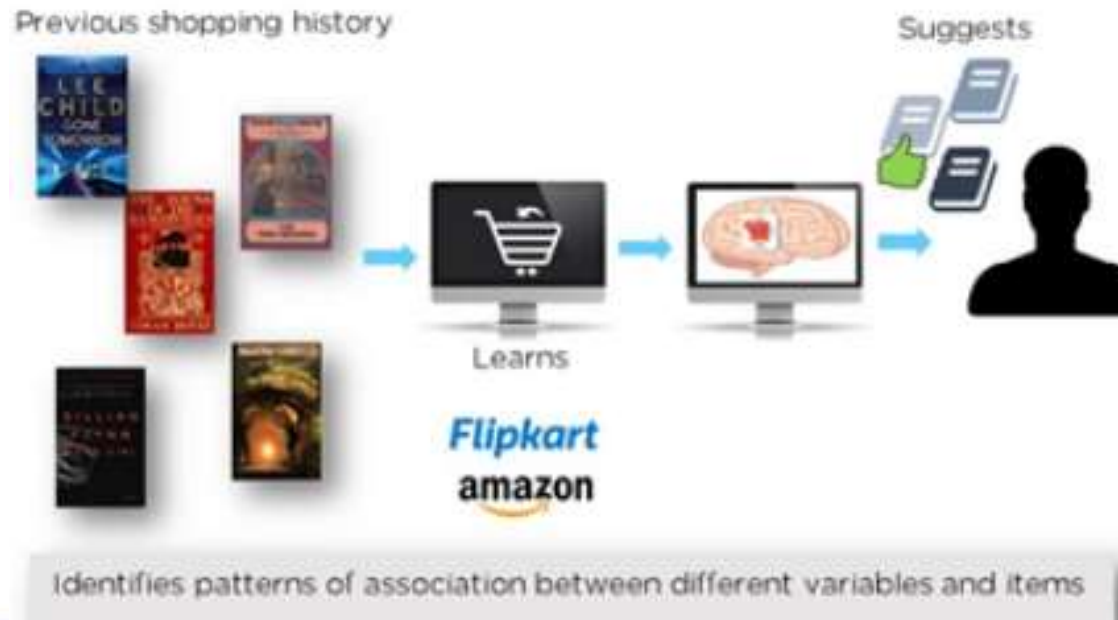 Previous shopping history
Suggests
LEE
CHILD
GONE
TOMORROW
Learns
Flipkart
amazon
Identifies patterns of association between different variables and items